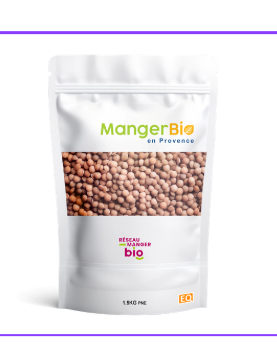 MangerBio
en Provence
RÉSEAU
MANGER
bio
1.5KG PNE
EQ.